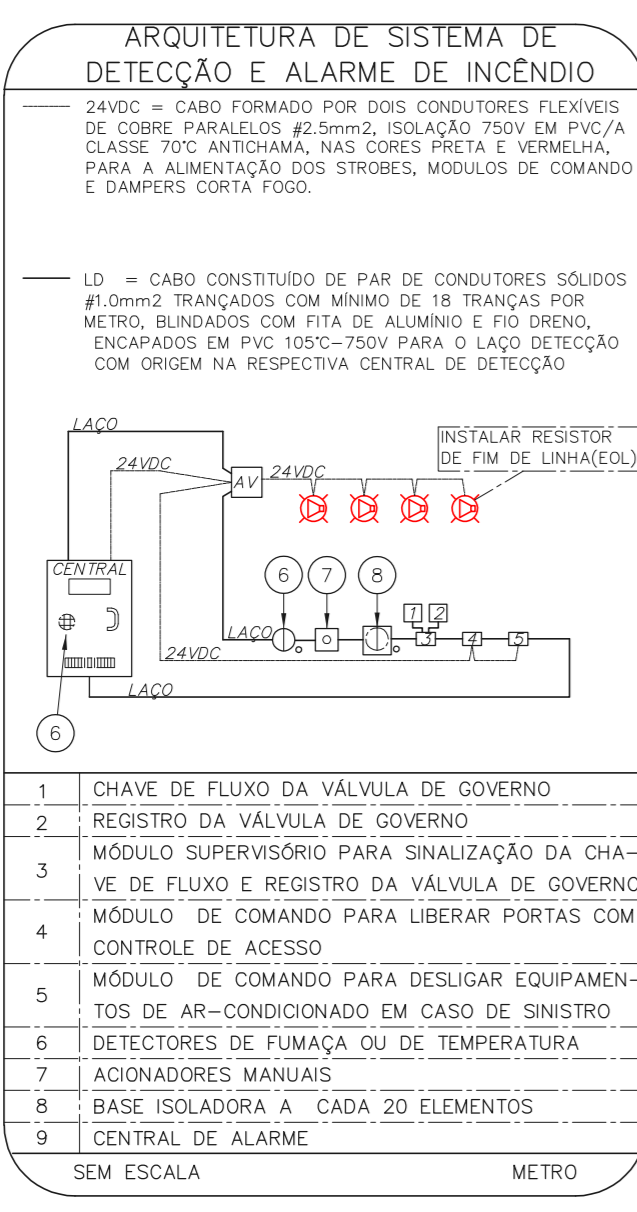 ARQUITETURA DE SISTEMA DE
DETECÇÃO E ALARME DE INCÊNDIO
24VDC = CABO FORMADO POR DOIS CONDUTORES FLEXÍVEIS
DE COBRE PARALELOS #2.5mm2, ISOLAÇÃO 750V EM PVC/A
CLASSE 70°C ANTICHAMA, NAS CORES PRETA E VERMELHA,
PARA A ALIMENTAÇÃO DOS STROBES, MODULOS DE COMANDO
E DAMPERS CORTA FOGO.
LD = CABO CONSTITUÍDO DE PAR DE CONDUTORES SÓLIDOS
#1.0mm2 TRANÇADOS COM MÍNIMO DE 18 TRANÇAS POR
METRO, BLINDADOS COM FITA DE ALUMÍNIO E FIO DRENO,
ENCAPADOS EM PVC 105°C-750V PARA O LAÇO DETECÇÃO
COM ORIGEM NA RESPECTIVA CENTRAL DE DETECÇÃO
LAÇO
INSTALAR RESISTOR
DE FIM DE LINHA(EOL)
24VDC
AV
24VDC
CENTRAL
6
7
8
1
2
LAÇO
3
4
5
24VDC
LAÇO
6
1 CHAVE DE FLUXO DA VÁLVULA DE GOVERNO
2 REGISTRO DA VÁLVULA DE GOVERNO
3 MÓDULO SUPERVISÓRIO PARA SINALIZAÇÃO DA CHA-
VE DE FLUXO E REGISTRO DA VÁLVULA DE GOVERNO
4 MÓDULO DE COMANDO PARA LIBERAR PORTAS COM
CONTROLE DE ACESSO
5 MÓDULO DE COMANDO PARA DESLIGAR EQUIPAMEN-
TOS DE AR-CONDICIONADO EM CASO DE SINISTRO
6 DETECTORES DE FUMAÇA OU DE TEMPERATURA
7 ACIONADORES MANUAIS
8 BASE ISOLADORA A CADA 20 ELEMENTOS
9 CENTRAL DE ALARME
SEM ESCALA METRO